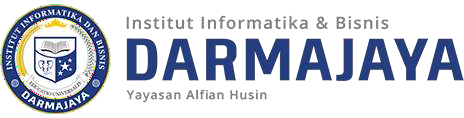 INSTITUT INFORMATIKA DAN BISNIS
DARMAJAYA
Institut Informatika & Bisnis
DARMAJAYA
Yayasan Alfian Husin